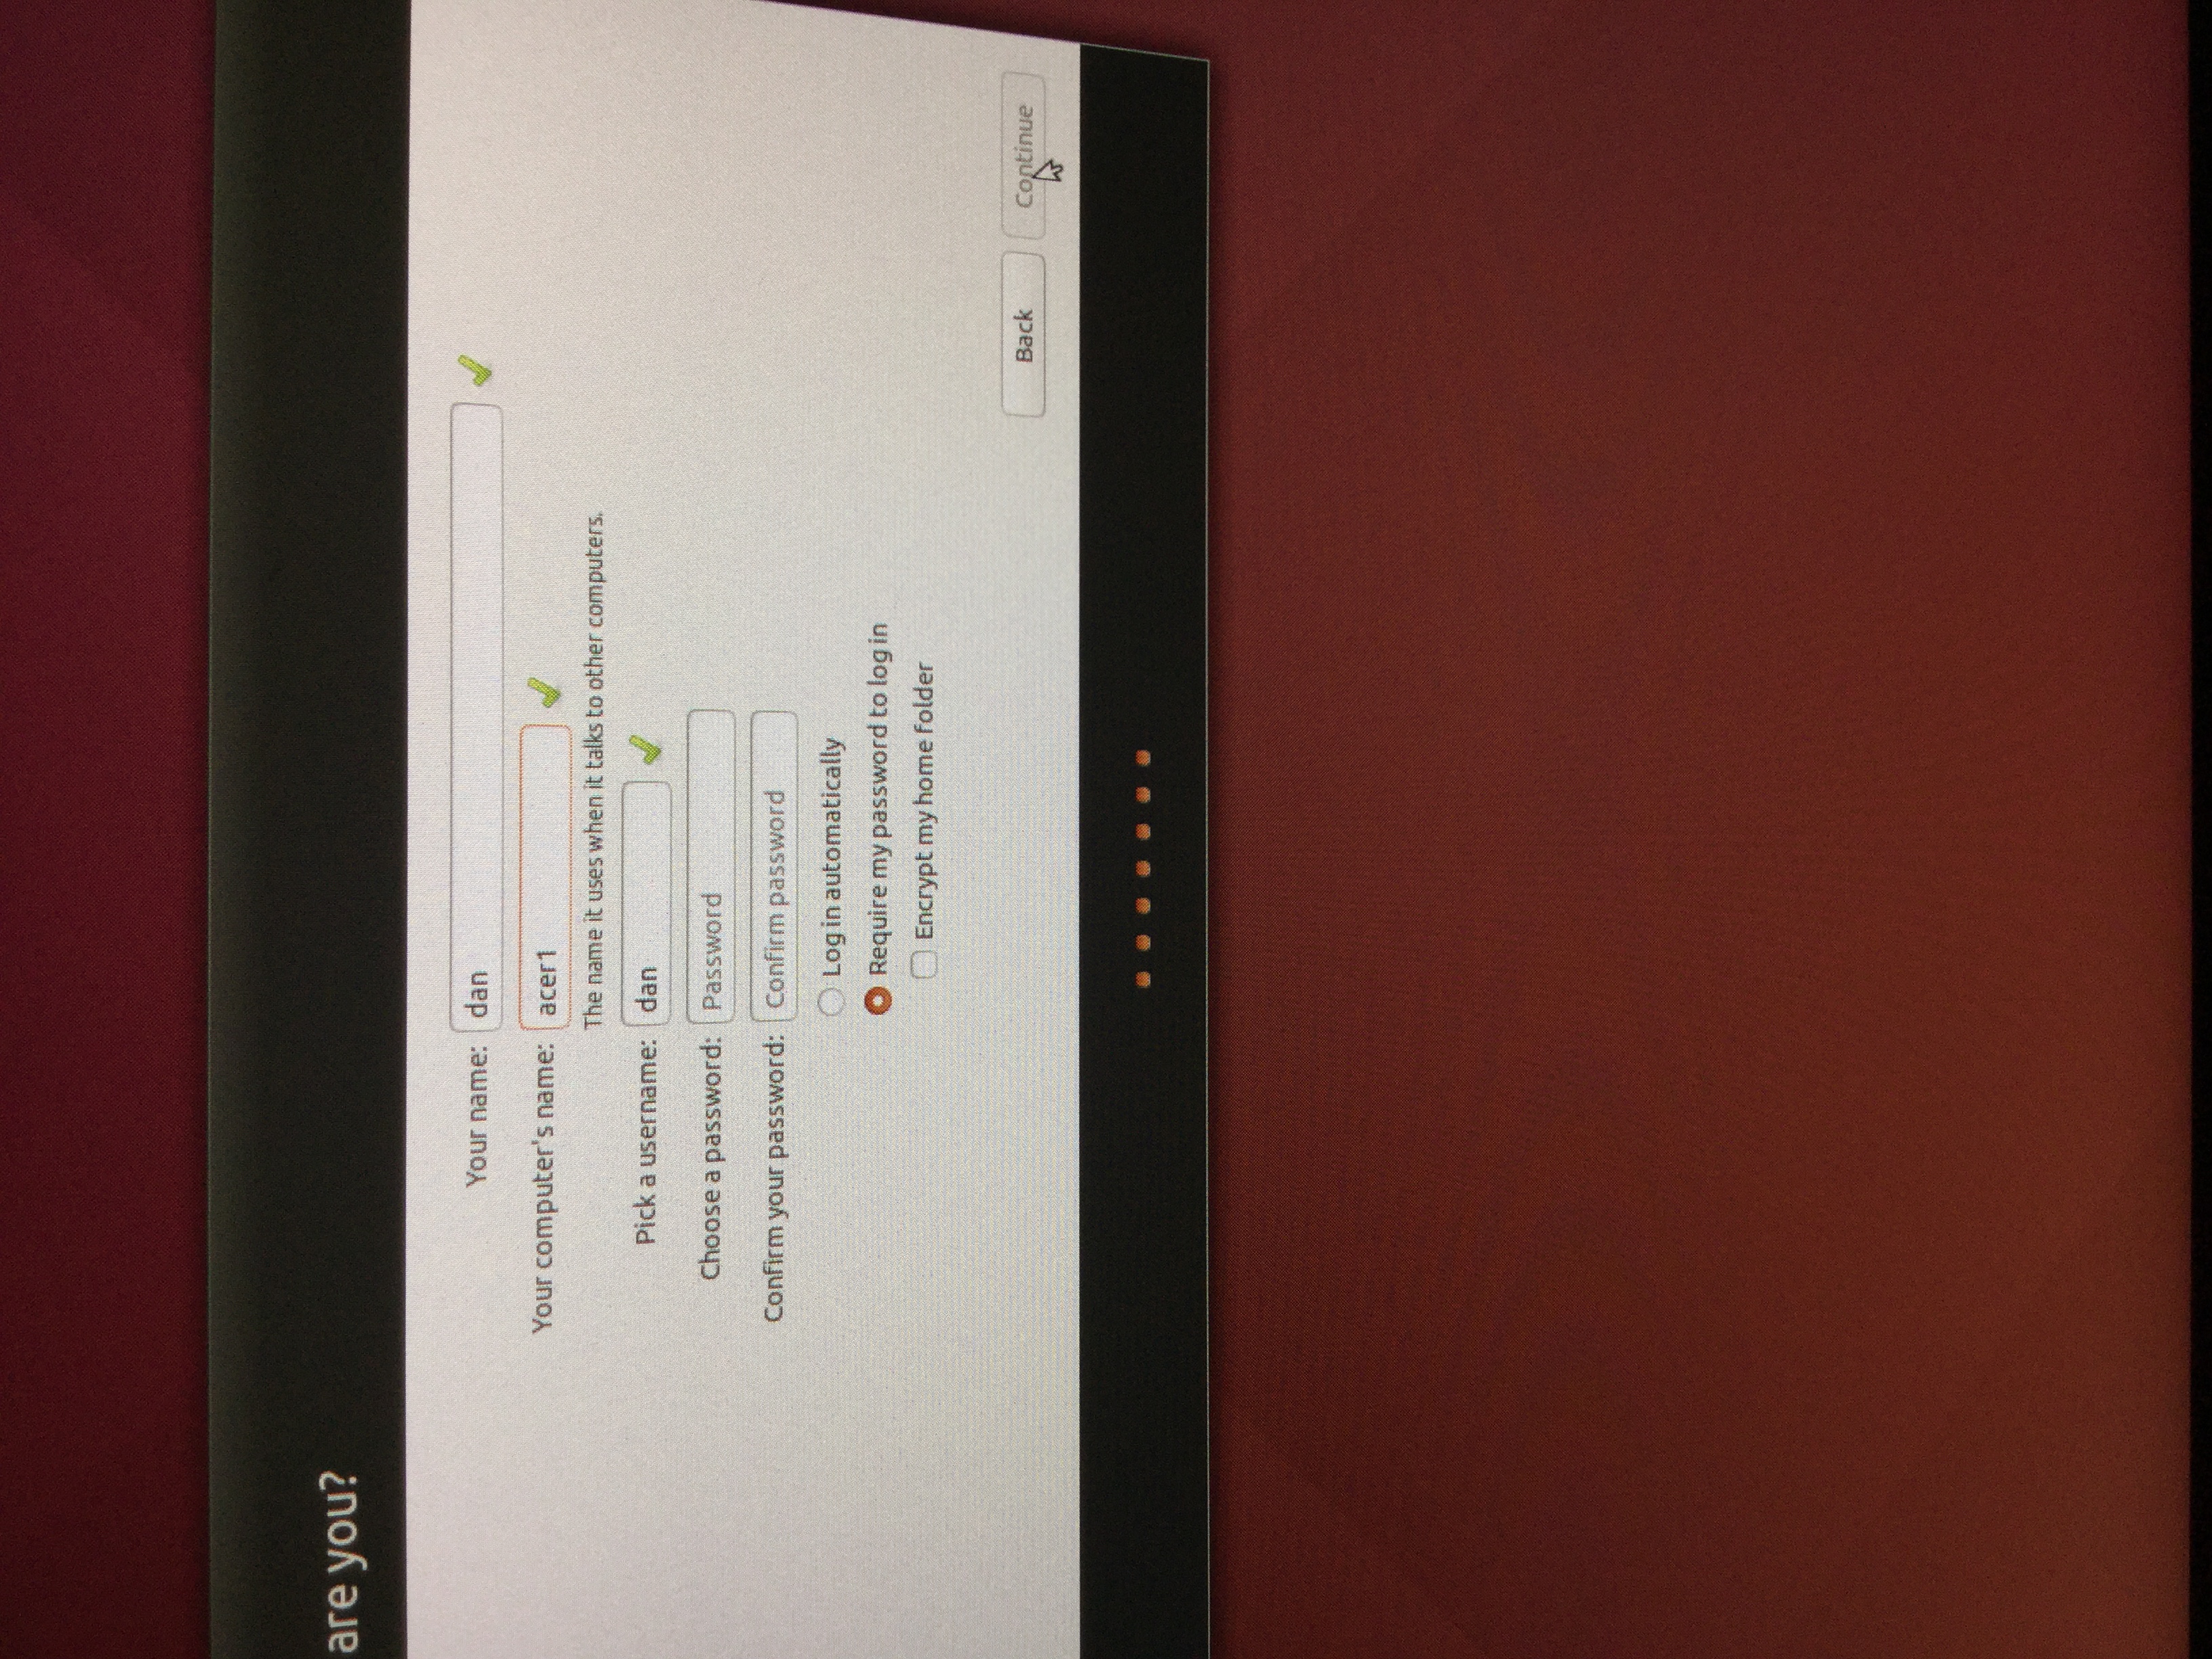 are you?
Your name: dan
Your computer's name: acer1
The name it uses when it talks to other computers.
Pick a username: dan
Choose a password: Password
Confirm your password: Confirm password
Log in automatically
Require my password to log in
Encrypt my home folder
Back Continue